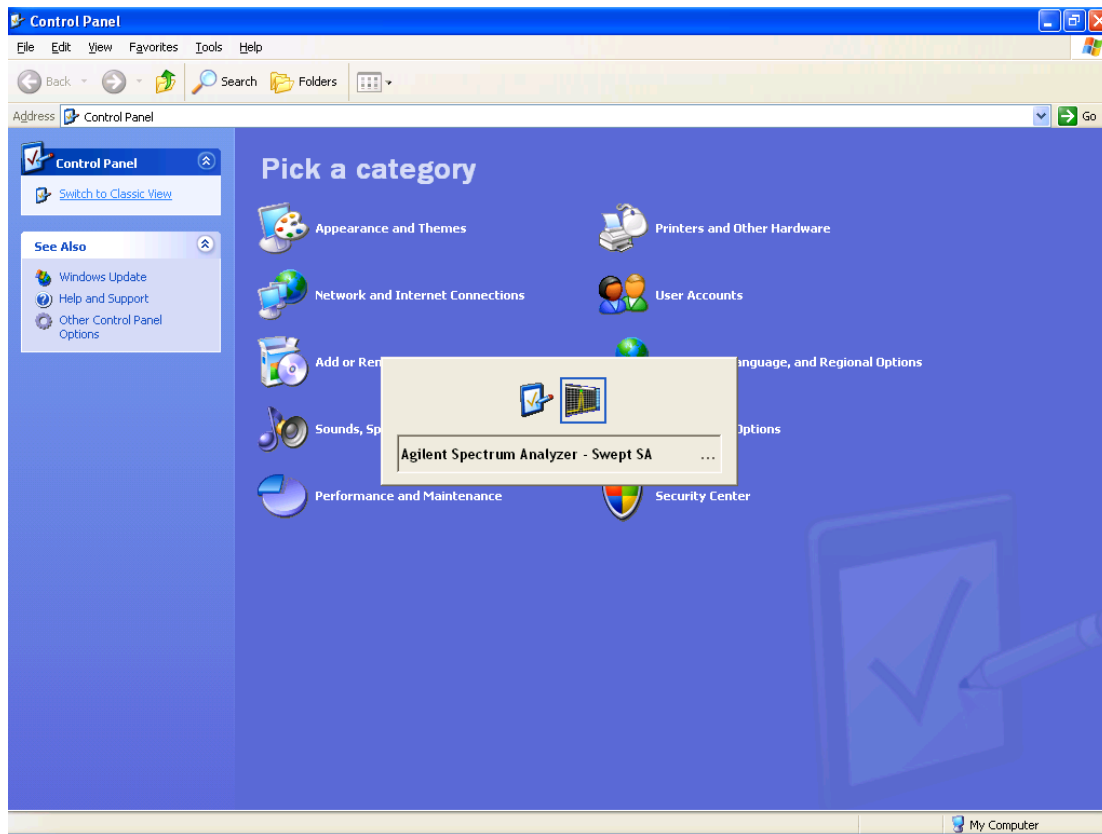 Control Panel
File Edit View Favorites Tools Help
Back Search Folders
Address Control Panel Go
Control Panel
Switch to Classic View
See Also
Windows Update
Help and Support
Other Control Panel
Options
Pick a category
Appearance and Themes
Printers and Other Hardware
Network and Internet Connections
User Accounts
Add or Ren
anguage, and Regional Options
Sounds, Sp
Options
Agilent Spectrum Analyzer - Swept SA ...
Performance and Maintenance
Security Center
My Computer